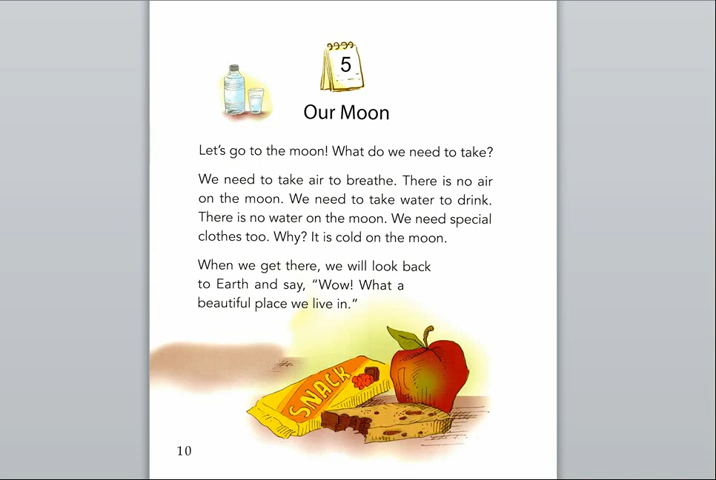 5
Our Moon
Let's go to the moon! What do we need to take?
We need to take air to breathe. There is no air
on the moon. We need to take water to drink.
There is no water on the moon. We need special
clothes too. Why? It is cold on the moon.
When we get there, we will look back
to Earth and say, "Wow! What a
beautiful place we live in."
SNACK
10